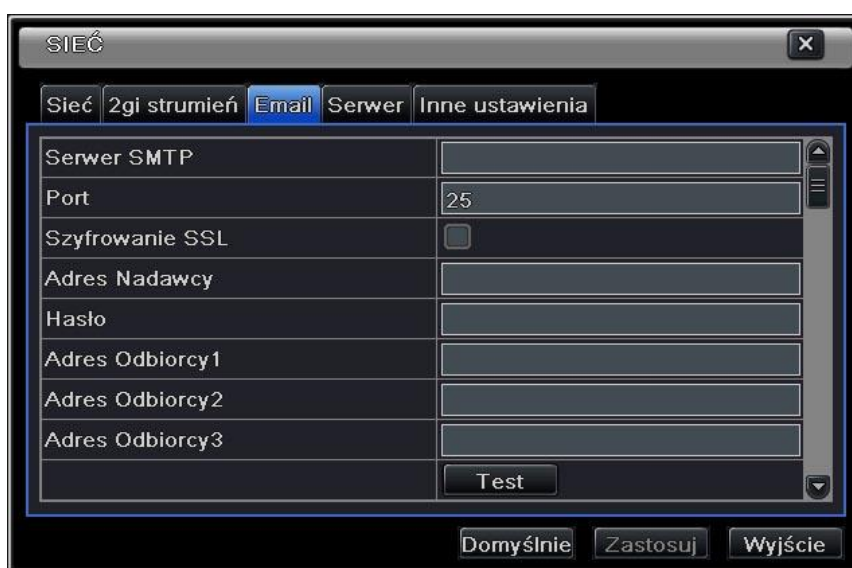 SIEĆ
Sieć 2gi strumień Email Serwer Inne ustawienia
Serwer SMTP
Port 25
Szyfrowanie SSL
Adres Nadawcy
Hasło
Adres Odbiorcy1
Adres Odbiorcy2
Adres Odbiorcy3
Test
Domyślnie Zastosuj Wyjście